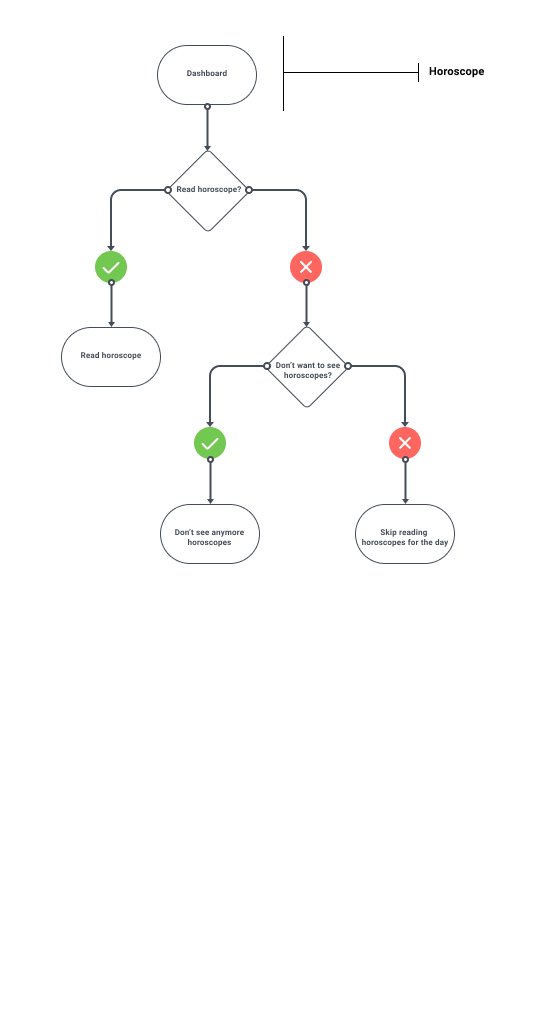 Dashboard
Horoscope
Read horoscope?
Read horoscope
Don't want to see
horoscopes?
Don't see anymore
horoscopes
Skip reading
horoscopes for the day